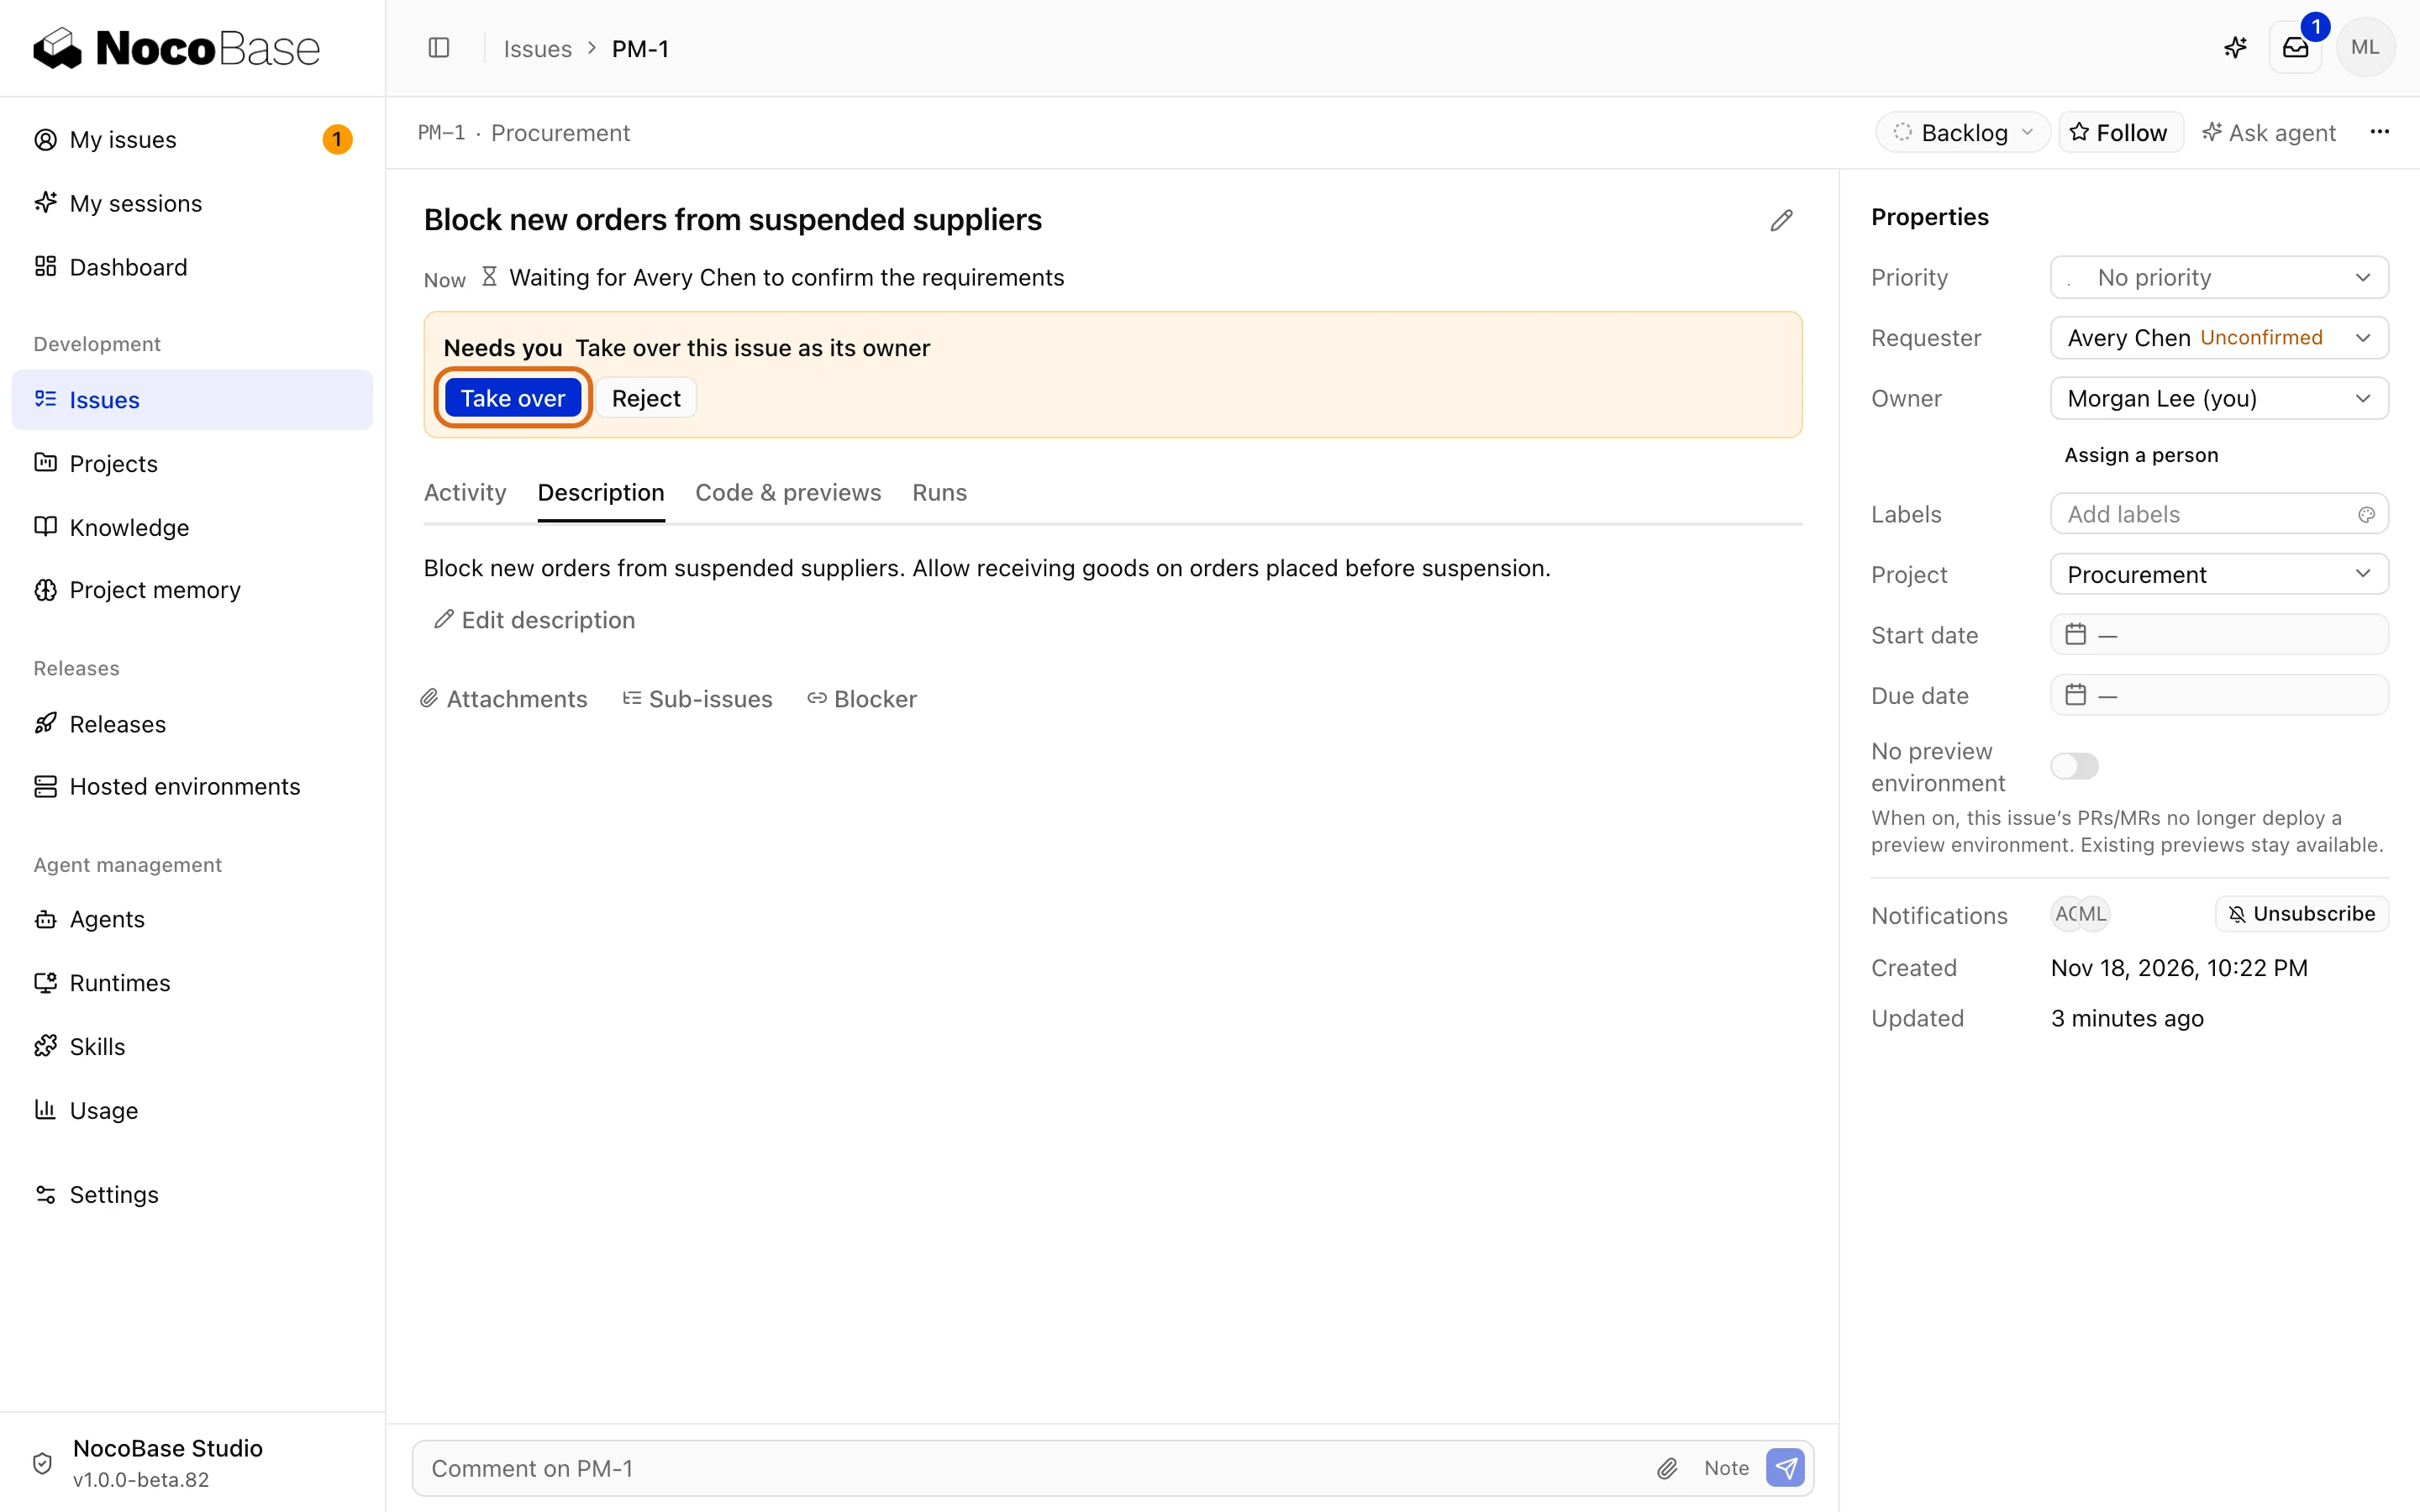 NocoBase
Issues > PM-1
1
ML
My issues
1
My sessions
Dashboard
Development
Issues
Projects
Knowledge
Project memory
Releases
Releases
Hosted environments
Agent management
Agents
Runtimes
Skills
Usage
Settings
NocoBase Studio
v1.0.0-beta.82
PM-1 · Procurement
Backlog
Follow
Ask agent
Block new orders from suspended suppliers
Now Waiting for Avery Chen to confirm the requirements
Needs you Take over this issue as its owner
Take over
Reject
Activity
Description
Code & previews
Runs
Block new orders from suspended suppliers. Allow receiving goods on orders placed before suspension.
Edit description
Attachments
Sub-issues
Blocker
Comment on PM-1
Note
Properties
Priority
No priority
Requester
Avery Chen Unconfirmed
Owner
Morgan Lee (you)
Assign a person
Labels
Add labels
Project
Procurement
Start date
—
Due date
—
No preview
environment
When on, this issue's PRs/MRs no longer deploy a
preview environment. Existing previews stay available.
Notifications
ML
Unsubscribe
Created
Nov 18, 2026, 10:22 PM
Updated
3 minutes ago